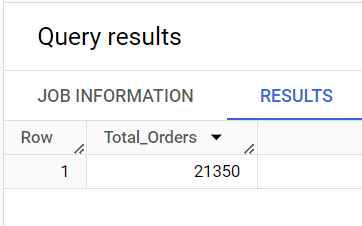 Query results
JOB INFORMATION RESULTS
Row Total_Orders
1 21350